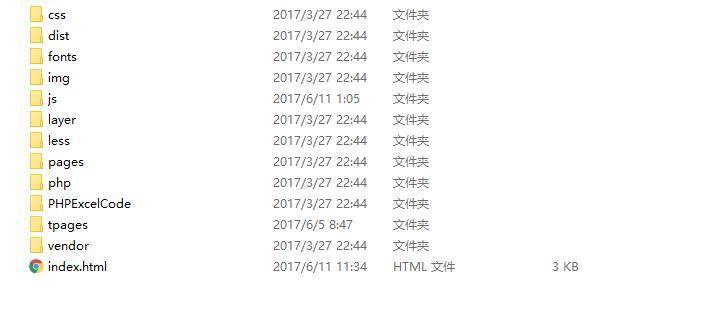 css 2017/3/27 22:44 文件夹
dist 2017/3/27 22:44 文件夹
fonts 2017/3/27 22:44 文件夹
img 2017/3/27 22:44 文件夹
js 2017/6/11 1:05 文件夹
layer 2017/3/27 22:44 文件夹
less 2017/3/27 22:44 文件夹
pages 2017/3/27 22:44 文件夹
php 2017/3/27 22:44 文件夹
PHPExcelCode 2017/3/27 22:44 文件夹
tpages 2017/6/5 8:47 文件夹
vendor 2017/3/27 22:44 文件夹
index.html 2017/6/11 11:34 HTML 文件 3 KB